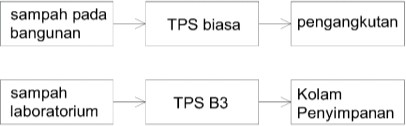 sampah pada
bangunan
TPS biasa
pengangkutan
sampah
laboratorium
TPS B3
Kolam
Penyimpanan